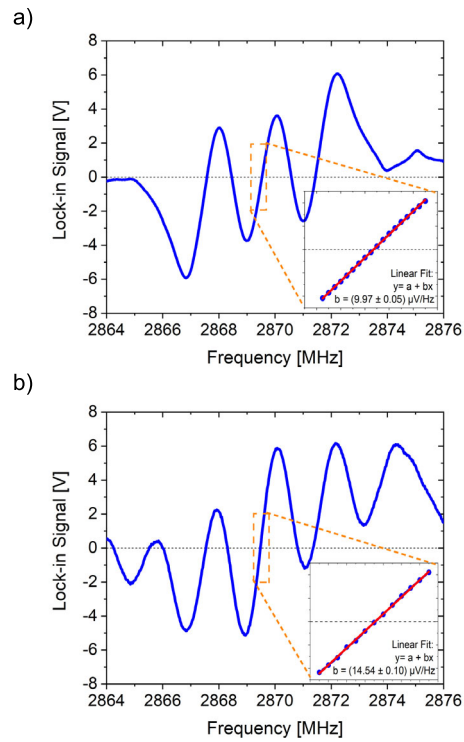 a)
8
6
4
2
0
-2
-4
-6
-8
Lock-in Signal [V]
Linear Fit:
y= a + bx
b = (9.97 ± 0.05) µV/Hz
2864 2866 2868 2870 2872 2874 2876
Frequency [MHz]
b)
8
6
4
2
0
-2
-4
-6
-8
Lock-in Signal [V]
Linear Fit:
y= a + bx
b = (14.54 ± 0.10) µV/Hz
2864 2866 2868 2870 2872 2874 2876
Frequency [MHz]